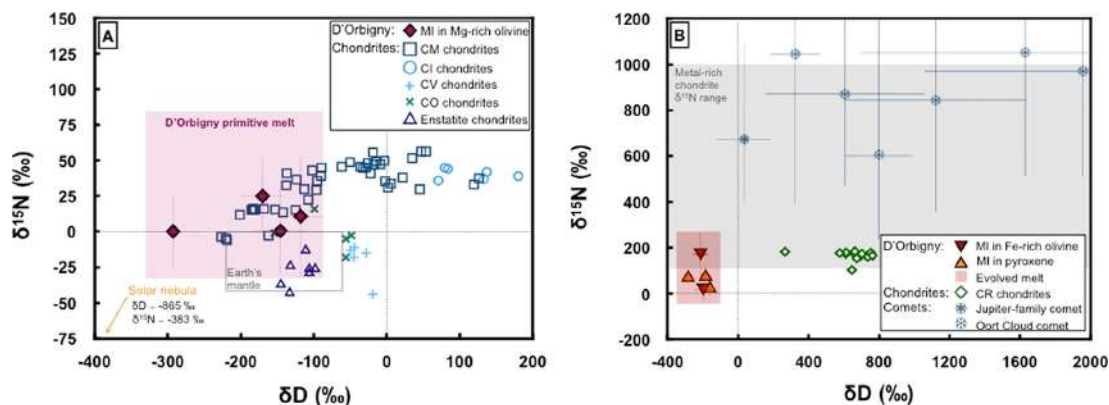 A
150
125
100
75
50
25
0
-25
-50
-75
δ¹⁵N (‰)
-400
-300
-200
-100
0
100
200
δD (‰)
D'Orbigny:
MI in Mg-rich olivine
Chondrites:
CM chondrites
CI chondrites
CV chondrites
CO chondrites
Enstatite chondrites
D'Orbigny primitive melt
Earth's
mantle
Solar nebula
δD ~ -865 ‰
δ¹⁵N ~ -383 ‰
B
1200
1000
800
600
400
200
0
-200
δ¹⁵N (‰)
-400
0
400
800
1200
1600
2000
δD (‰)
Metal-rich
chondrite
δ¹⁵N range
D'Orbigny:
MI in Fe-rich olivine
MI in pyroxene
Evolved melt
Chondrites:
CR chondrites
Comets:
Jupiter-family comet
Oort Cloud comet